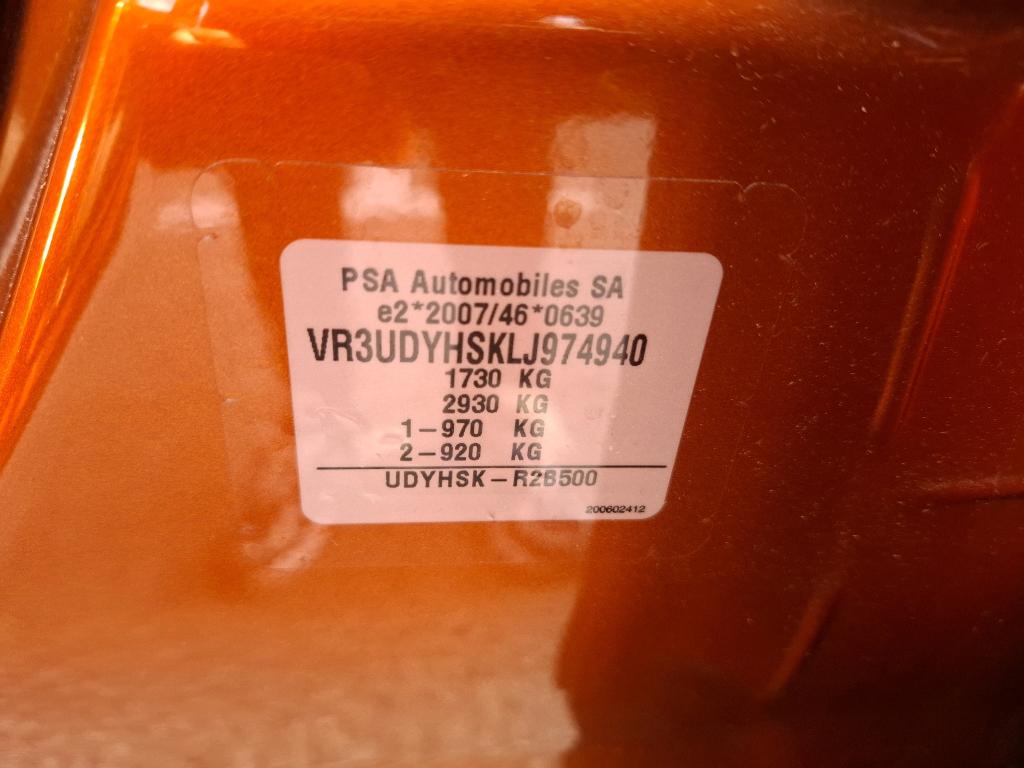 PSA Automobiles SA
e2*2007/46*0639
VR3UDYHSKLJ974940
1730 KG
2930 KG
1-970 KG
2-920 KG
UDYHSK-R2B500
200602412